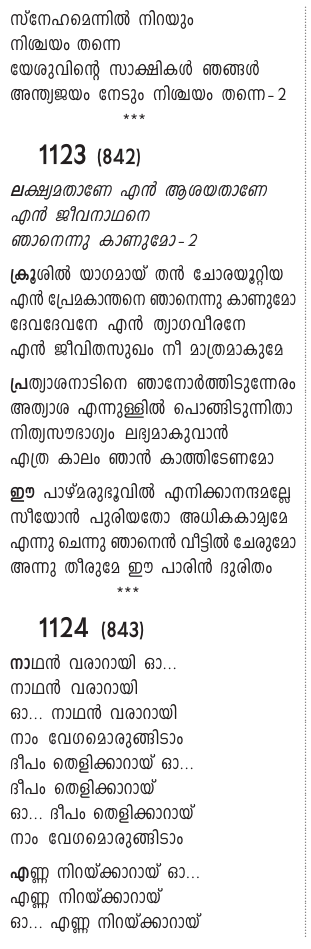 സ്നേഹമെന്നിൽ നിറയും
നിശ്ചയം തന്നെ
യേശുവിന്റെ സാക്ഷികൾ ഞങ്ങൾ
അന്ത്യജയം നേടും നിശ്ചയം തന്നെ-2
***
1123 (842)
ലക്ഷ്യമതാണേ എൻ ആശയതാണേ
എൻ ജീവനാഥനെ
ഞാനെന്നു കാണുമോ-2
ക്രൂശിൽ യാഗമായ് തൻ ചോരയൂറ്റിയ
എൻ പ്രേമകാന്തനെ ഞാനെന്നു കാണുമോ
ദേവദേവനേ എൻ ത്യാഗവീരനേ
എൻ ജീവിതസുഖം നീ മാത്രമാകുമേ
പ്രത്യാശനാടിനെ ഞാനോർത്തിടുന്നേരം
അത്യാശ എന്നുള്ളിൽ പൊങ്ങിടുന്നിതാ
നിത്യസൗഭാഗ്യം ലഭ്യമാകുവാൻ
എത്ര കാലം ഞാൻ കാത്തിടേണമോ
ഈ പാഴ്മരുഭൂവിൽ എനിക്കാനന്ദമല്ലേ
സീയോൻ പുരിയതോ അധികകാമ്യമേ
എന്നു ചെന്നു ഞാനെൻ വീട്ടിൽ ചേരുമോ
അന്നു തീരുമേ ഈ പാരിൻ ദുരിതം
***
1124 (843)
നാഥൻ വരാറായി ഓ...
നാഥൻ വരാറായി
ഓ... നാഥൻ വരാറായി
നാം വേഗമൊരുങ്ങിടാം
ദീപം തെളിക്കാറായ് ഓ...
ദീപം തെളിക്കാറായ്
ഓ... ദീപം തെളിക്കാറായ്
നാം വേഗമൊരുങ്ങിടാം
എണ്ണ നിറയ്ക്കാറായ് ഓ...
എണ്ണ നിറയ്ക്കാറായ്
ഓ... എണ്ണ നിറയ്ക്കാറായ്